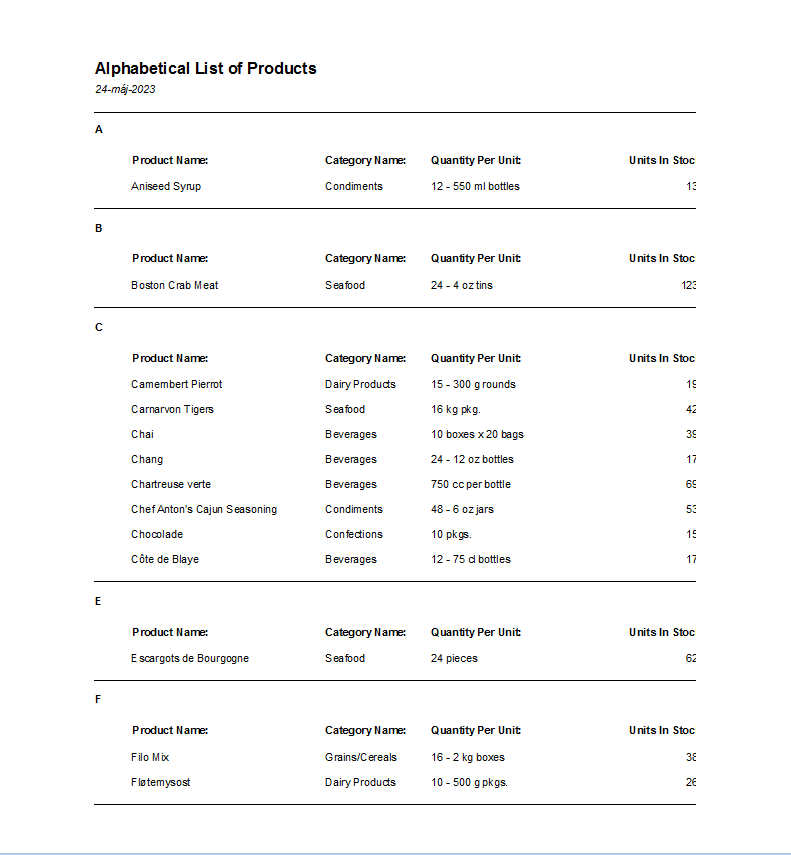 Alphabetical List of Products
24-máj-2023
A
Product Name: Category Name: Quantity Per Unit: Units In Stoc
Aniseed Syrup Condiments 12 - 550 ml bottles 13
B
Product Name: Category Name: Quantity Per Unit: Units In Stoc
Boston Crab Meat Seafood 24 - 4 oz tins 123
C
Product Name: Category Name: Quantity Per Unit: Units In Stoc
Camembert Pierrot Dairy Products 15 - 300 g rounds 19
Carnarvon Tigers Seafood 16 kg pkg. 42
Chai Beverages 10 boxes x 20 bags 39
Chang Beverages 24 - 12 oz bottles 17
Chartreuse verte Beverages 750 cc per bottle 69
Chef Anton's Cajun Seasoning Condiments 48 - 6 oz jars 53
Chocolade Confections 10 pkgs. 15
Côte de Blaye Beverages 12 - 75 cl bottles 17
E
Product Name: Category Name: Quantity Per Unit: Units In Stoc
Escargots de Bourgogne Seafood 24 pieces 62
F
Product Name: Category Name: Quantity Per Unit: Units In Stoc
Filo Mix Grains/Cereals 16 - 2 kg boxes 38
Fløtemysost Dairy Products 10 - 500 g pkgs. 26